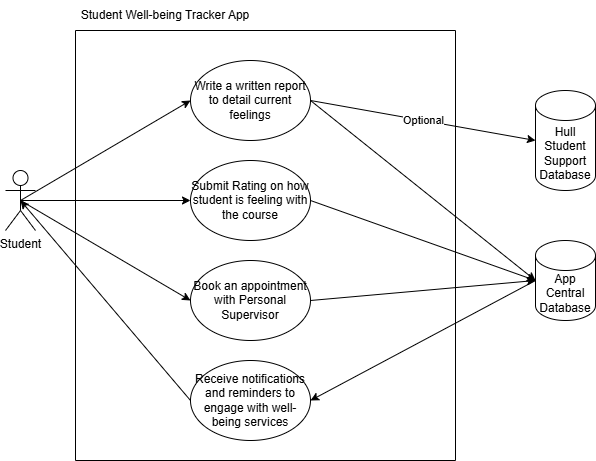 Student Well-being Tracker App
Write a written report
to detail current
feelings
Optional
Hull
Student
Support
Database
Submit Rating on how
student is feeling with
the course
Student
Book an appointment
with Personal
Supervisor
App
Central
Database
Receive notifications
and reminders to
engage with well-
being services